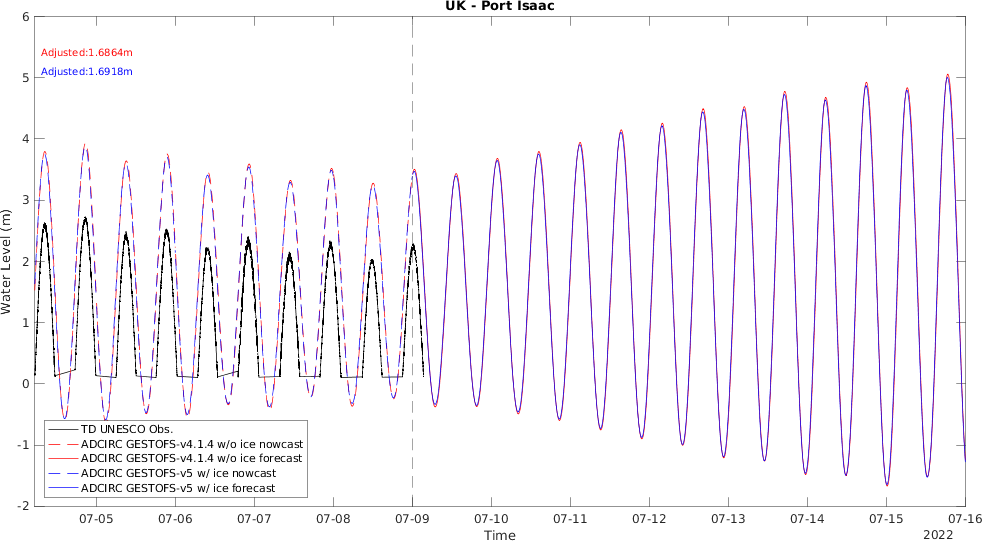 UK - Port Isaac
Adjusted:1.6864m
Adjusted:1.6918m
6
5
4
3
2
1
0
-1
-2
Water Level (m)
TD UNESCO Obs.
ADCIRC GESTOFS-v4.1.4 w/o ice nowcast
ADCIRC GESTOFS-v4.1.4 w/o ice forecast
ADCIRC GESTOFS-v5 w/ ice nowcast
ADCIRC GESTOFS-v5 w/ ice forecast
07-05 07-06 07-07 07-08 07-09 07-10 07-11 07-12 07-13 07-14 07-15 07-16
Time
2022